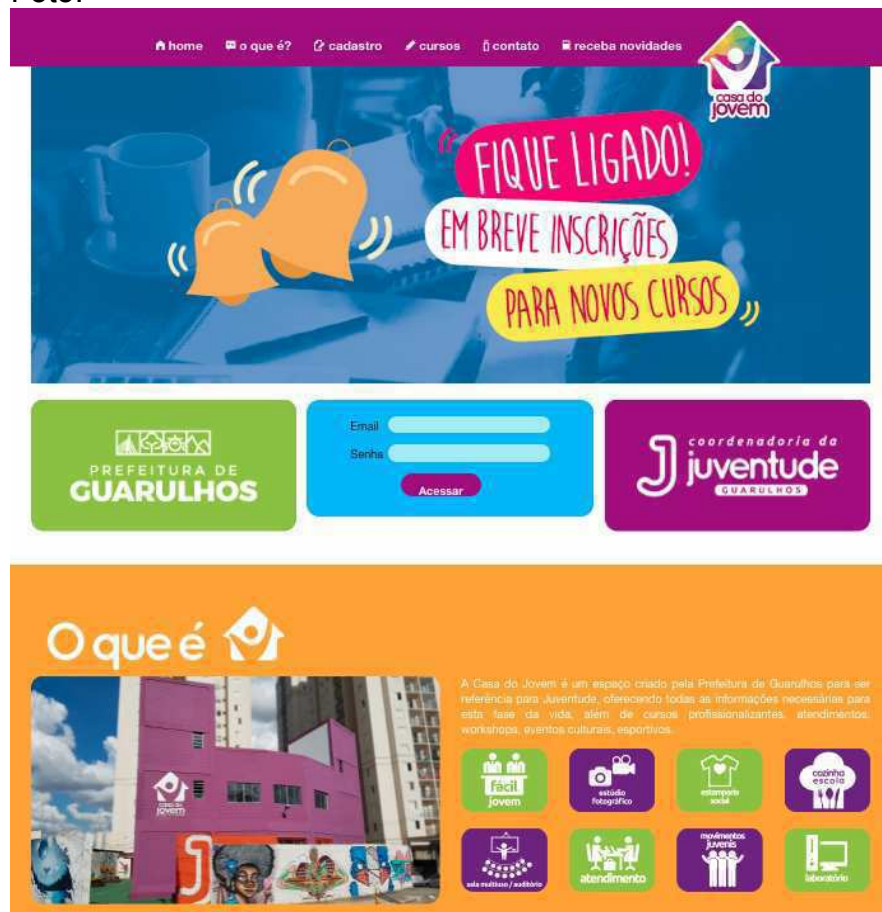 home o que é? cadastro cursos contato receba novidades
casa do
jovem
FIQUE LIGADO!
EM BREVE INSCRIÇÕES
PARA NOVOS CURSOS
PREFEITURA DE
GUARULHOS
Email
Senha
Acessar
coordenadoria da
juventude
GUARULHOS
O que é
A Casa do Jovem é um espaço criado pela Prefeitura de Guarulhos para ser
referência para Juventude, oferecendo todas as informações necessárias para
esta fase da vida, além de cursos profissionalizantes, atendimentos,
workshops, eventos culturais, esportivos.
fácil
jovem
estúdio
fotográfico
estamparia
social
cozinha
escola
sala multiuso / auditório
atendimento
movimentos
juvenis
laboratório
jovem